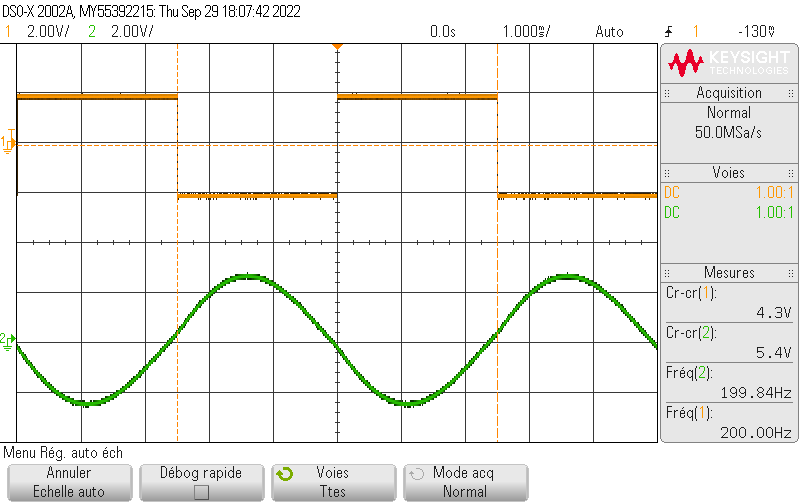 DSO-X 2002A, MY55392215: Thu Sep 29 18:07:42 2022
1 2.00V/ 2 2.00V/ 0.0s 1.000s/ Auto 1 -130V
KEYSIGHT
TECHNOLOGIES
Acquisition
Normal
50.0MSa/s
Voies
DC 1.00:1
DC 1.00:1
Mesures
Cr-cr(1):
4.3V
Cr-cr(2):
5.4V
Fréq(2):
199.84Hz
Fréq(1):
200.00Hz
1
2
Menu Rég. auto éch
Annuler
Echelle auto
Débog rapide
Voies
Ttes
Mode acq
Normal